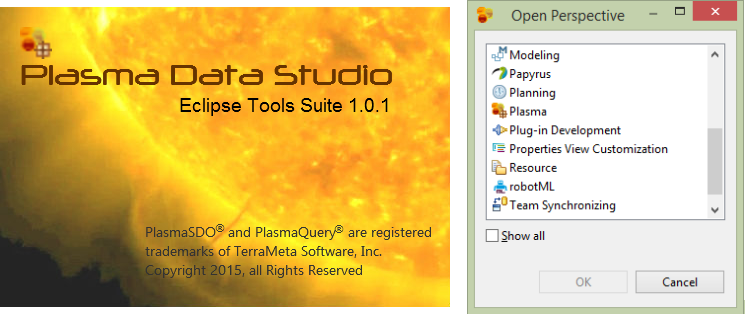 Plasma Data Studio
Eclipse Tools Suite 1.0.1
PlasmaSDO® and PlasmaQuery® are registered
trademarks of TerraMeta Software, Inc.
Copyright 2015, all Rights Reserved
Open Perspective
Modeling
Papyrus
Planning
Plasma
Plug-in Development
Properties View Customization
Resource
robotML
Team Synchronizing
Show all
OK
Cancel